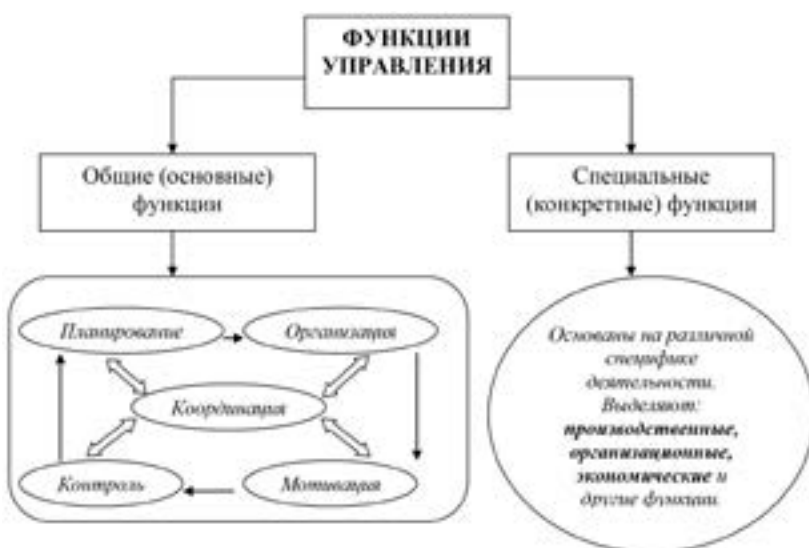 ФУНКЦИИ
УПРАВЛЕНИЯ
Общие (основные)
функции
Специальные
(конкретные) функции
Планирование
Организация
Координация
Контроль
Мотивация
Основаны на различной
специфике
деятельности.
Выделяют:
производственные,
организационные,
экономические и
другие функции.